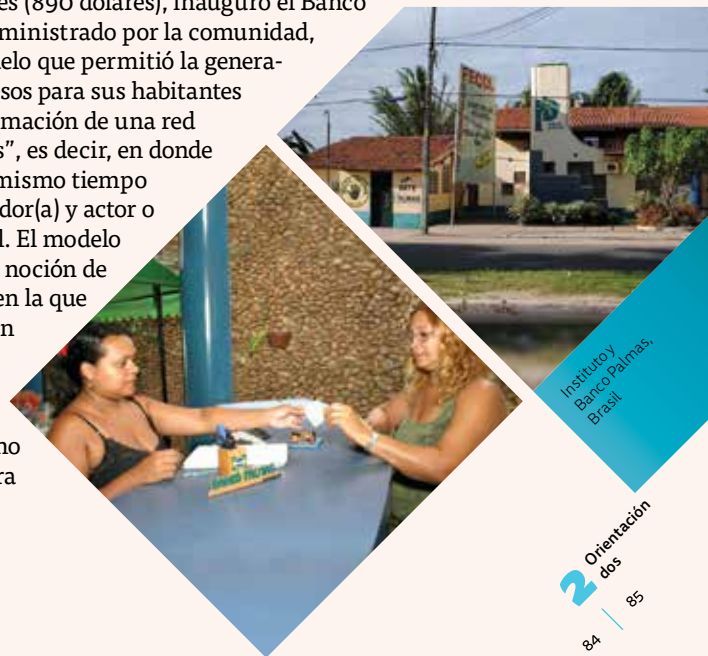 es (890 dólares), inauguró el Banco
ministrado por la comunidad,
elo que permitió la genera-
sos para sus habitantes
mación de una red
s”, es decir, en donde
mismo tiempo
dor(a) y actor o
l. El modelo
noción de
en la que
n
no
ra
FECOL
Instituto y
Banco Palmas,
Brasil
2 Orientación
dos
84 | 85